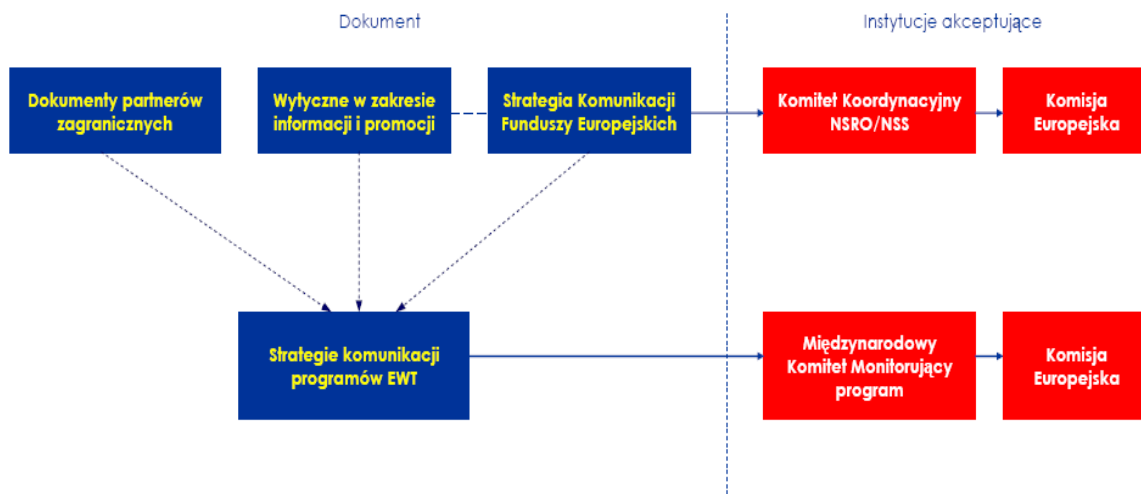 Dokument
Instytucje akceptujące
Dokumenty partnerów
zagranicznych
Wytyczne w zakresie
informacji i promocji
Strategia Komunikacji
Funduszy Europejskich
Komitet Koordynacyjny
NSRO/NSS
Komisja
Europejska
Strategie komunikacji
programów EWT
Międzynarodowy
Komitet Monitorujący
program
Komisja
Europejska